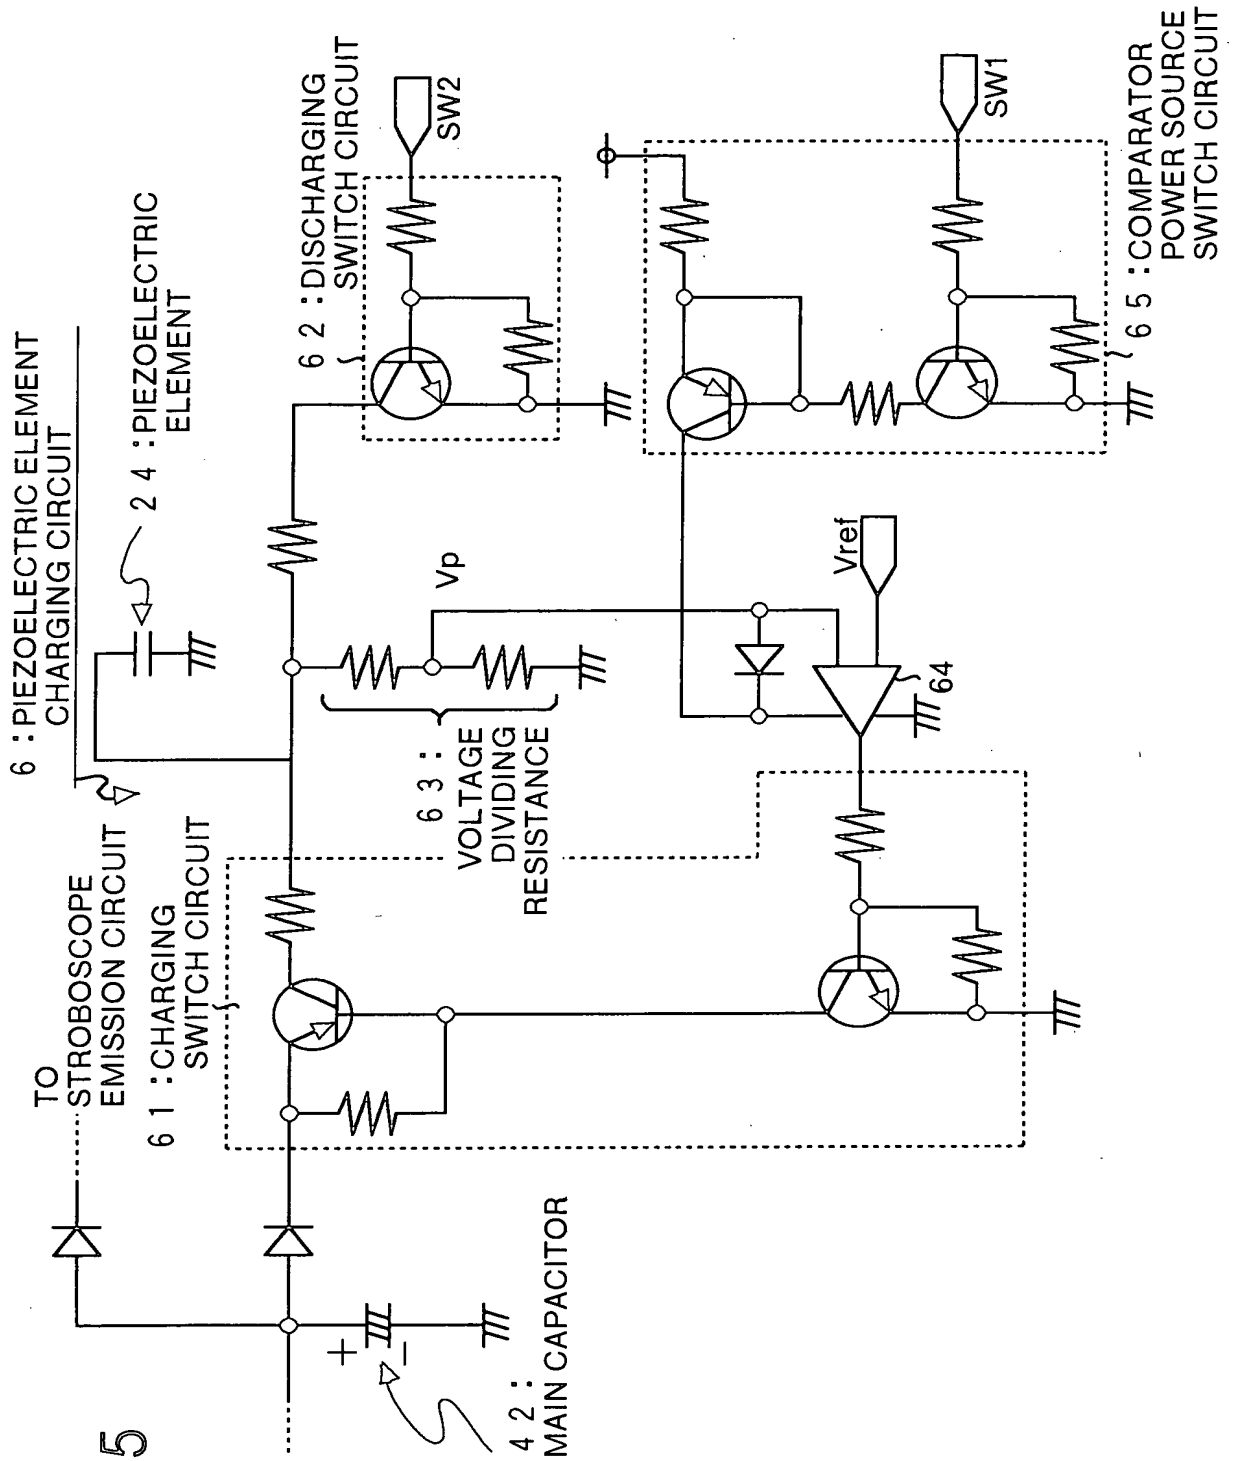 5
6 : PIEZOELECTRIC ELEMENT
CHARGING CIRCUIT
TO
STROBOSCOPE
EMISSION CIRCUIT
2 4 : PIEZOELECTRIC
ELEMENT
6 1 : CHARGING
SWITCH CIRCUIT
6 2 : DISCHARGING
SWITCH CIRCUIT
SW2
+
-
4 2 :
MAIN CAPACITOR
6 3 :
VOLTAGE
DIVIDING
RESISTANCE
Vp
Vref
64
SW1
6 5 : COMPARATOR
POWER SOURCE
SWITCH CIRCUIT